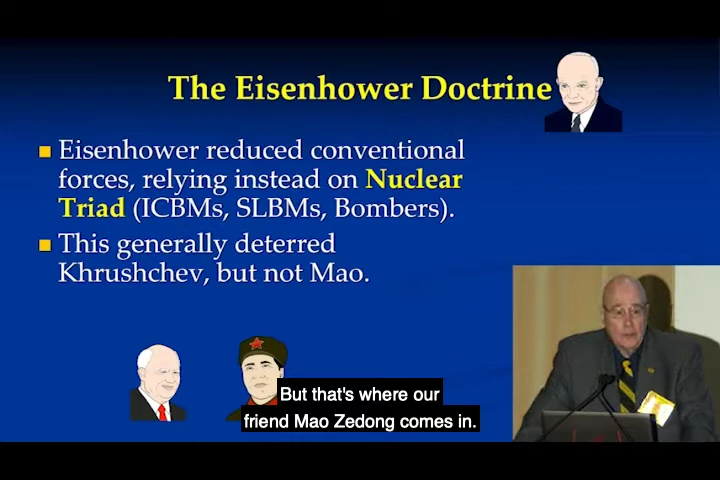 The Eisenhower Doctrine
Eisenhower reduced conventional
forces, relying instead on Nuclear
Triad (ICBMs, SLBMs, Bombers).
This generally deterred
Khrushchev, but not Mao.
But that's where our
friend Mao Zedong comes in.